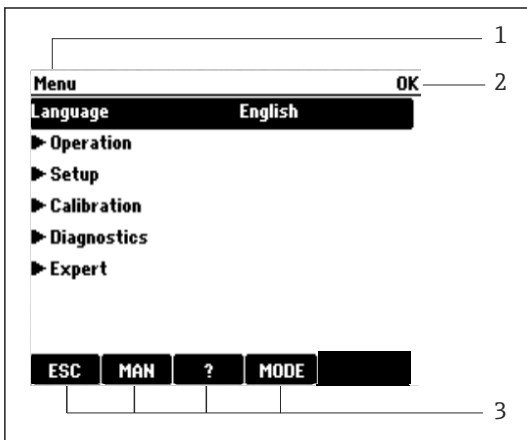 1
Menu OK 2
Language English
Operation
Setup
Calibration
Diagnostics
Expert
ESC MAN ? MODE
3